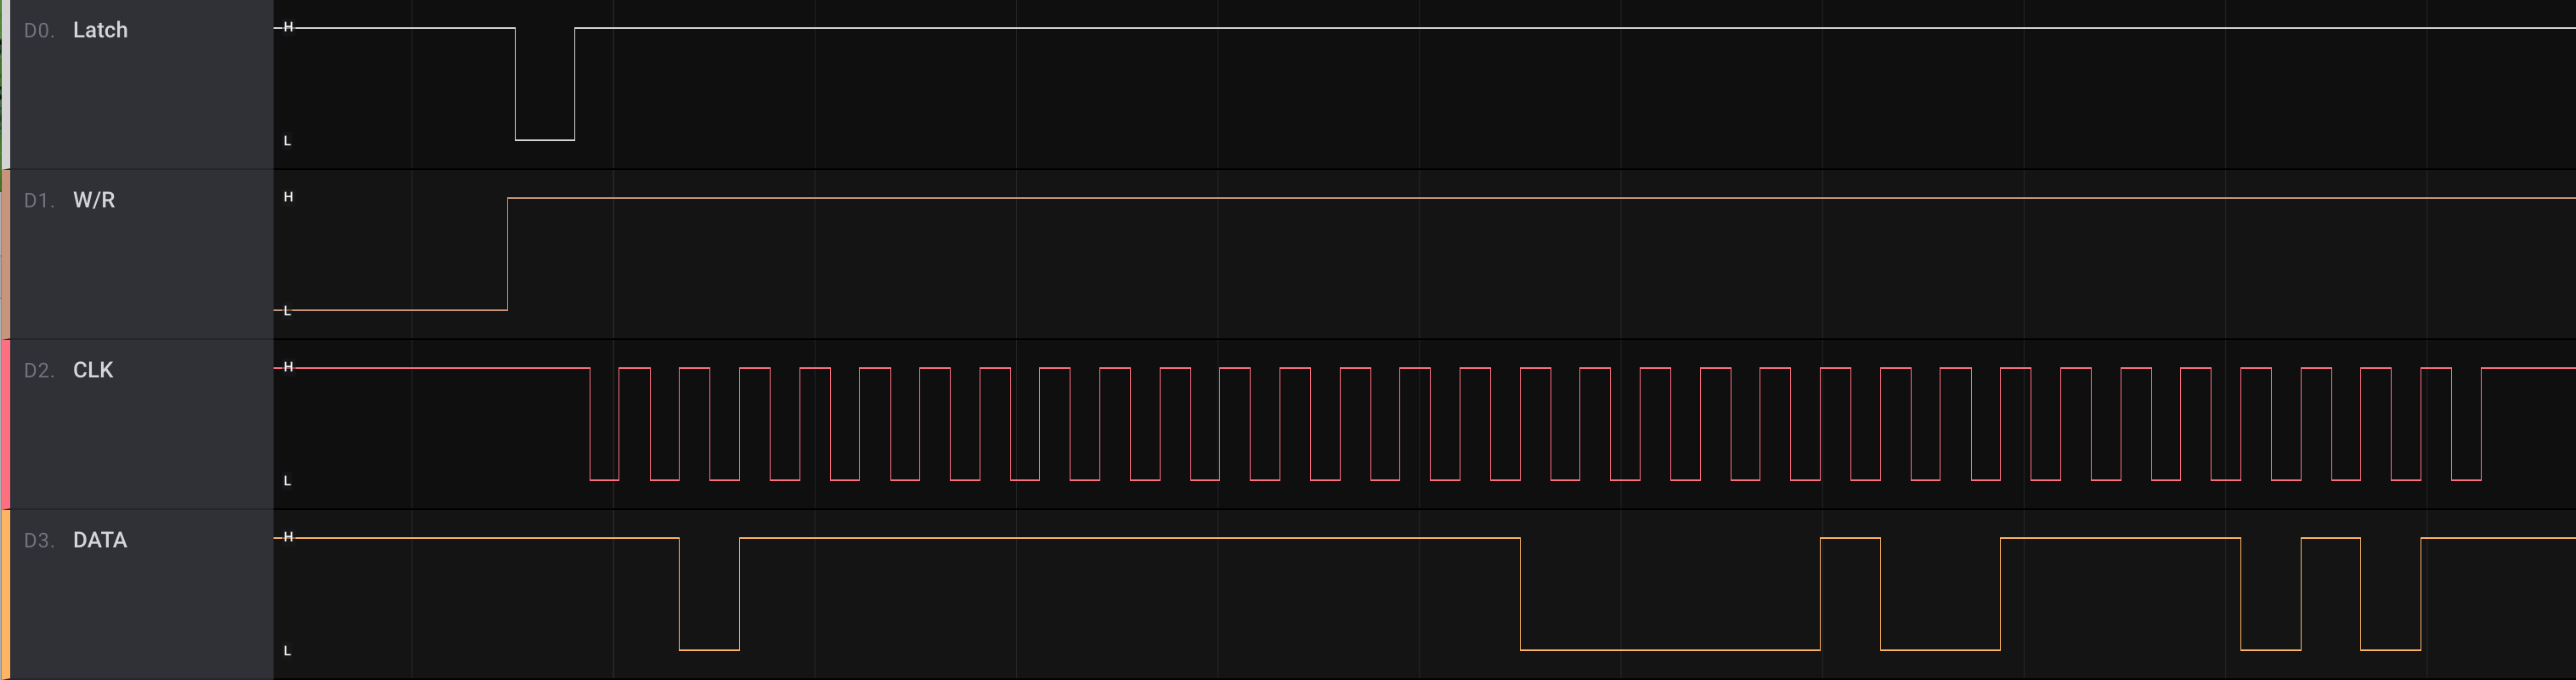 D0. Latch
H
L
D1. W/R
H
L
D2. CLK
H
L
D3. DATA
H
L